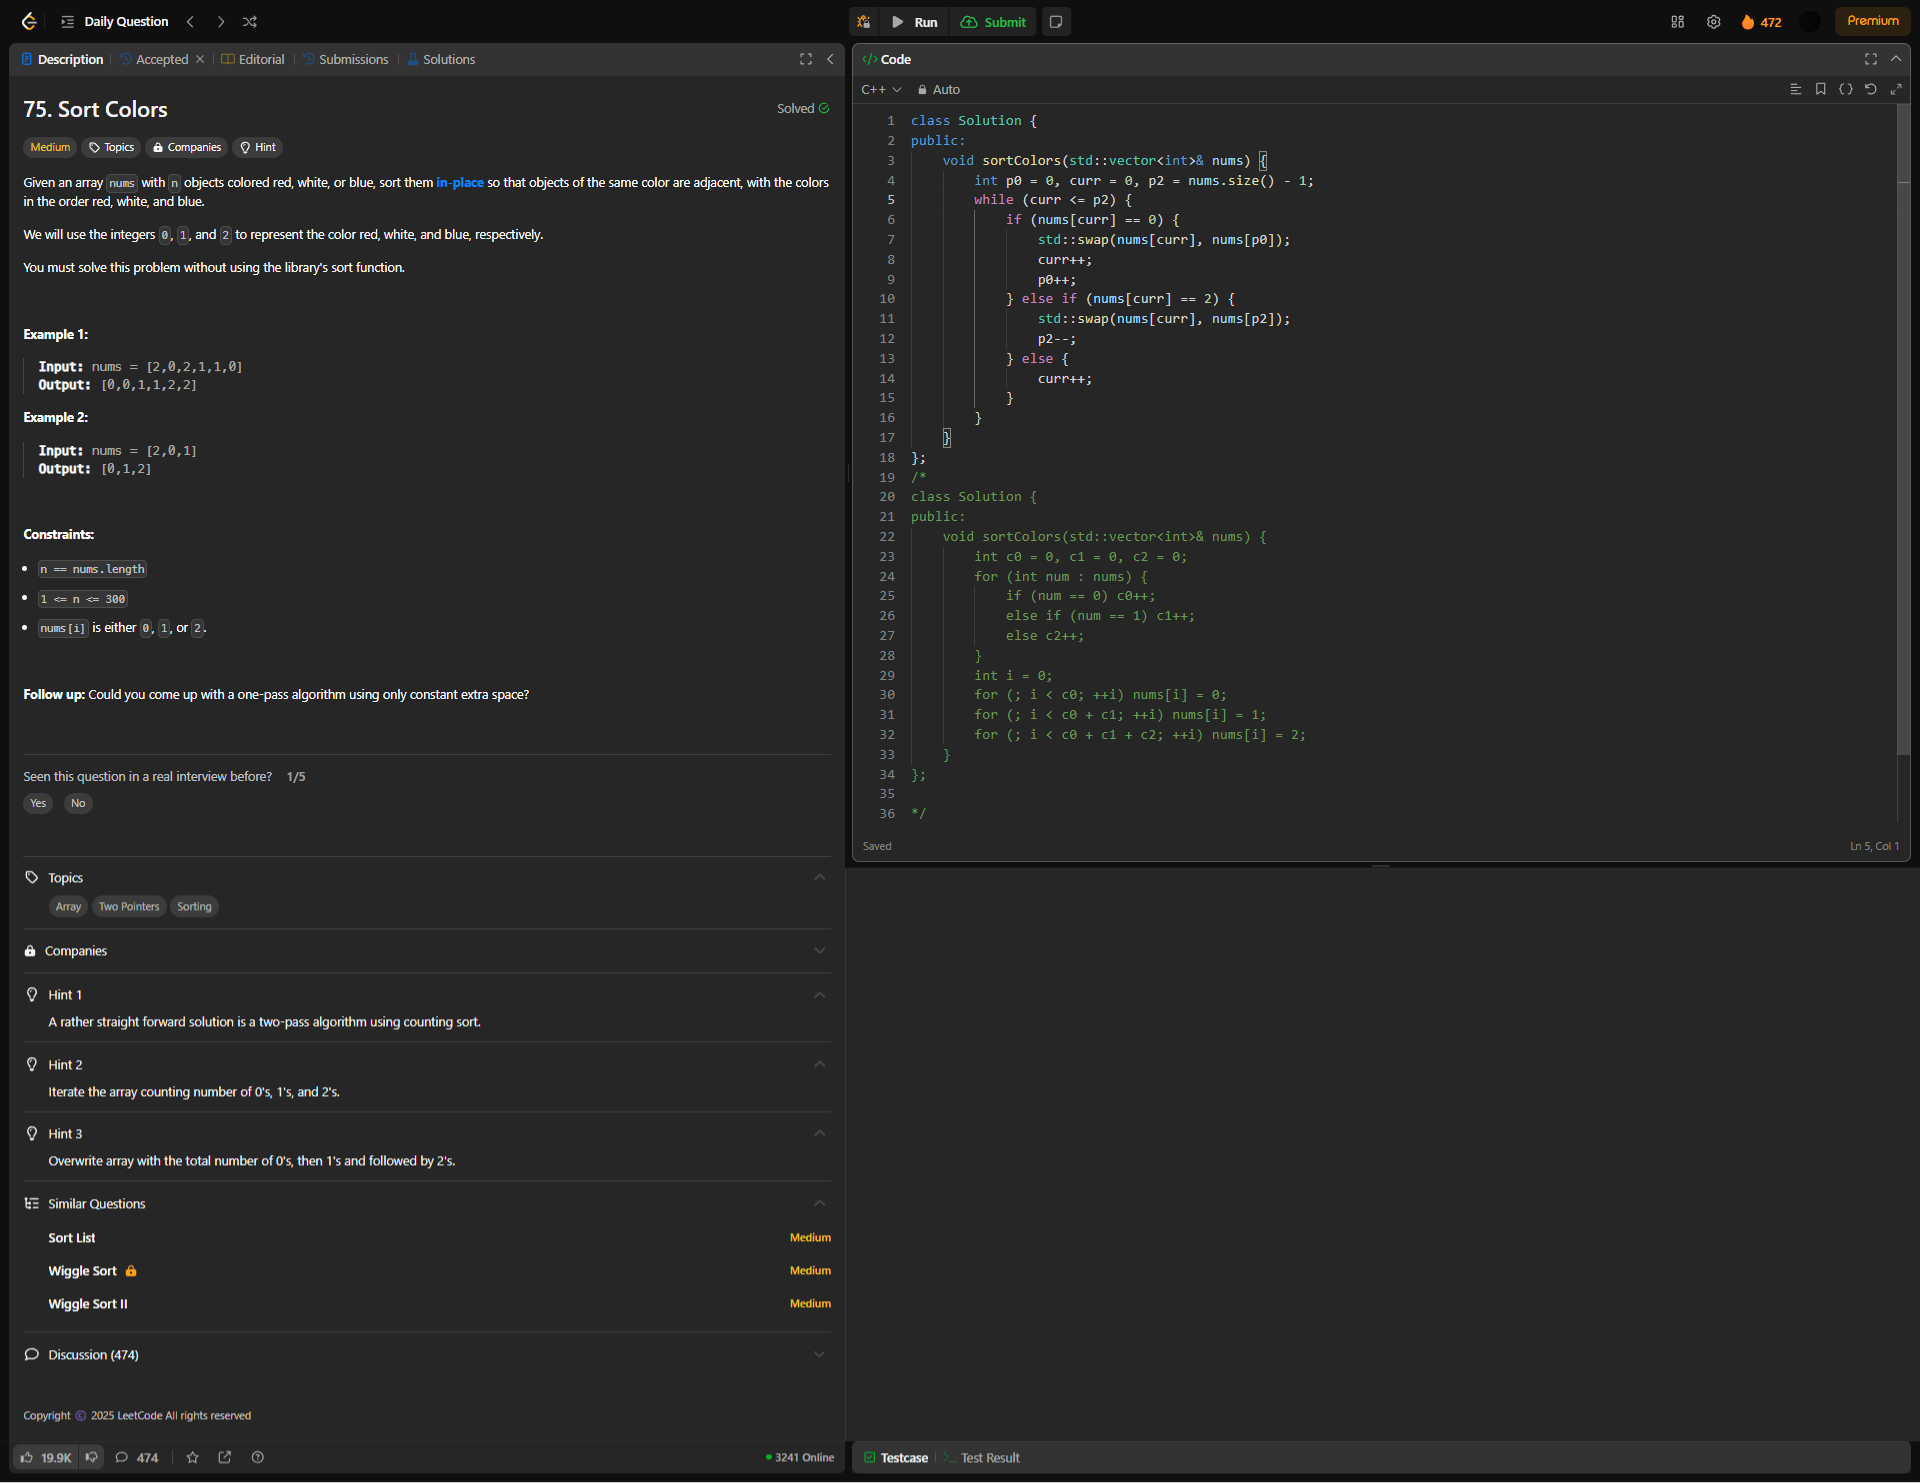 Daily Question
Run
Submit
472
Premium
Description
Accepted
Editorial
Submissions
Solutions
75. Sort Colors
Solved
Medium
Topics
Companies
Hint
Given an array nums with n objects colored red, white, or blue, sort them in-place so that objects of the same color are adjacent, with the colors
in the order red, white, and blue.
We will use the integers 0, 1, and 2 to represent the color red, white, and blue, respectively.
You must solve this problem without using the library's sort function.
Example 1:
Input: nums = [2,0,2,1,1,0]
Output: [0,0,1,1,2,2]
Example 2:
Input: nums = [2,0,1]
Output: [0,1,2]
Constraints:
n == nums.length
1 <= n <= 300
nums[i] is either 0, 1, or 2.
Follow up: Could you come up with a one-pass algorithm using only constant extra space?
Seen this question in a real interview before? 1/5
Yes
No
Topics
Array
Two Pointers
Sorting
Companies
Hint 1
A rather straight forward solution is a two-pass algorithm using counting sort.
Hint 2
Iterate the array counting number of 0's, 1's, and 2's.
Hint 3
Overwrite array with the total number of 0's, then 1's and followed by 2's.
Similar Questions
Sort List Medium
Wiggle Sort Medium
Wiggle Sort II Medium
Discussion (474)
Copyright © 2025 LeetCode All rights reserved
19.9K
474
3241 Online
</> Code
C++
Auto
1 class Solution {
2 public:
3 void sortColors(std::vector<int>& nums) {
4 int p0 = 0, curr = 0, p2 = nums.size() - 1;
5 while (curr <= p2) {
6 if (nums[curr] == 0) {
7 std::swap(nums[curr], nums[p0]);
8 curr++;
9 p0++;
10 } else if (nums[curr] == 2) {
11 std::swap(nums[curr], nums[p2]);
12 p2--;
13 } else {
14 curr++;
15 }
16 }
17 }
18 };
19 /*
20 class Solution {
21 public:
22 void sortColors(std::vector<int>& nums) {
23 int c0 = 0, c1 = 0, c2 = 0;
24 for (int num : nums) {
25 if (num == 0) c0++;
26 else if (num == 1) c1++;
27 else c2++;
28 }
29 int i = 0;
30 for (; i < c0; ++i) nums[i] = 0;
31 for (; i < c0 + c1; ++i) nums[i] = 1;
32 for (; i < c0 + c1 + c2; ++i) nums[i] = 2;
33 }
34 };
35
36 */
Saved
Ln 5, Col 1
Testcase
Test Result